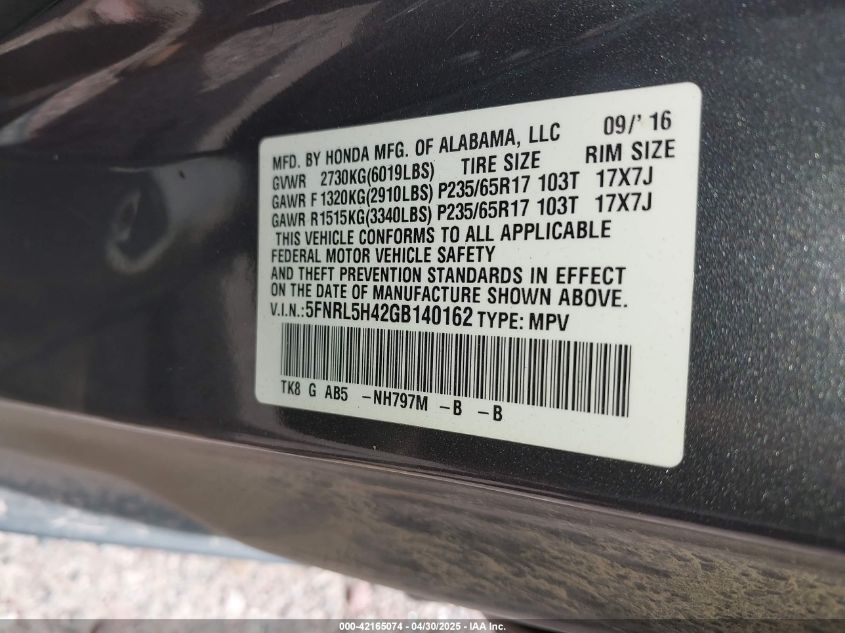 MFD. BY HONDA MFG. OF ALABAMA, LLC 09/'16
GVWR 2730KG(6019LBS) TIRE SIZE RIM SIZE
GAWR F1320KG(2910LBS) P235/65R17 103T 17X7J
GAWR R1515KG(3340LBS) P235/65R17 103T 17X7J
THIS VEHICLE CONFORMS TO ALL APPLICABLE
FEDERAL MOTOR VEHICLE SAFETY
AND THEFT PREVENTION STANDARDS IN EFFECT
ON THE DATE OF MANUFACTURE SHOWN ABOVE.
V.I.N.:5FNRL5H42GB140162 TYPE: MPV
TK8 G AB5 -NH797M -B -B
000-42165074 - 04/30/2025 - IAA Inc.